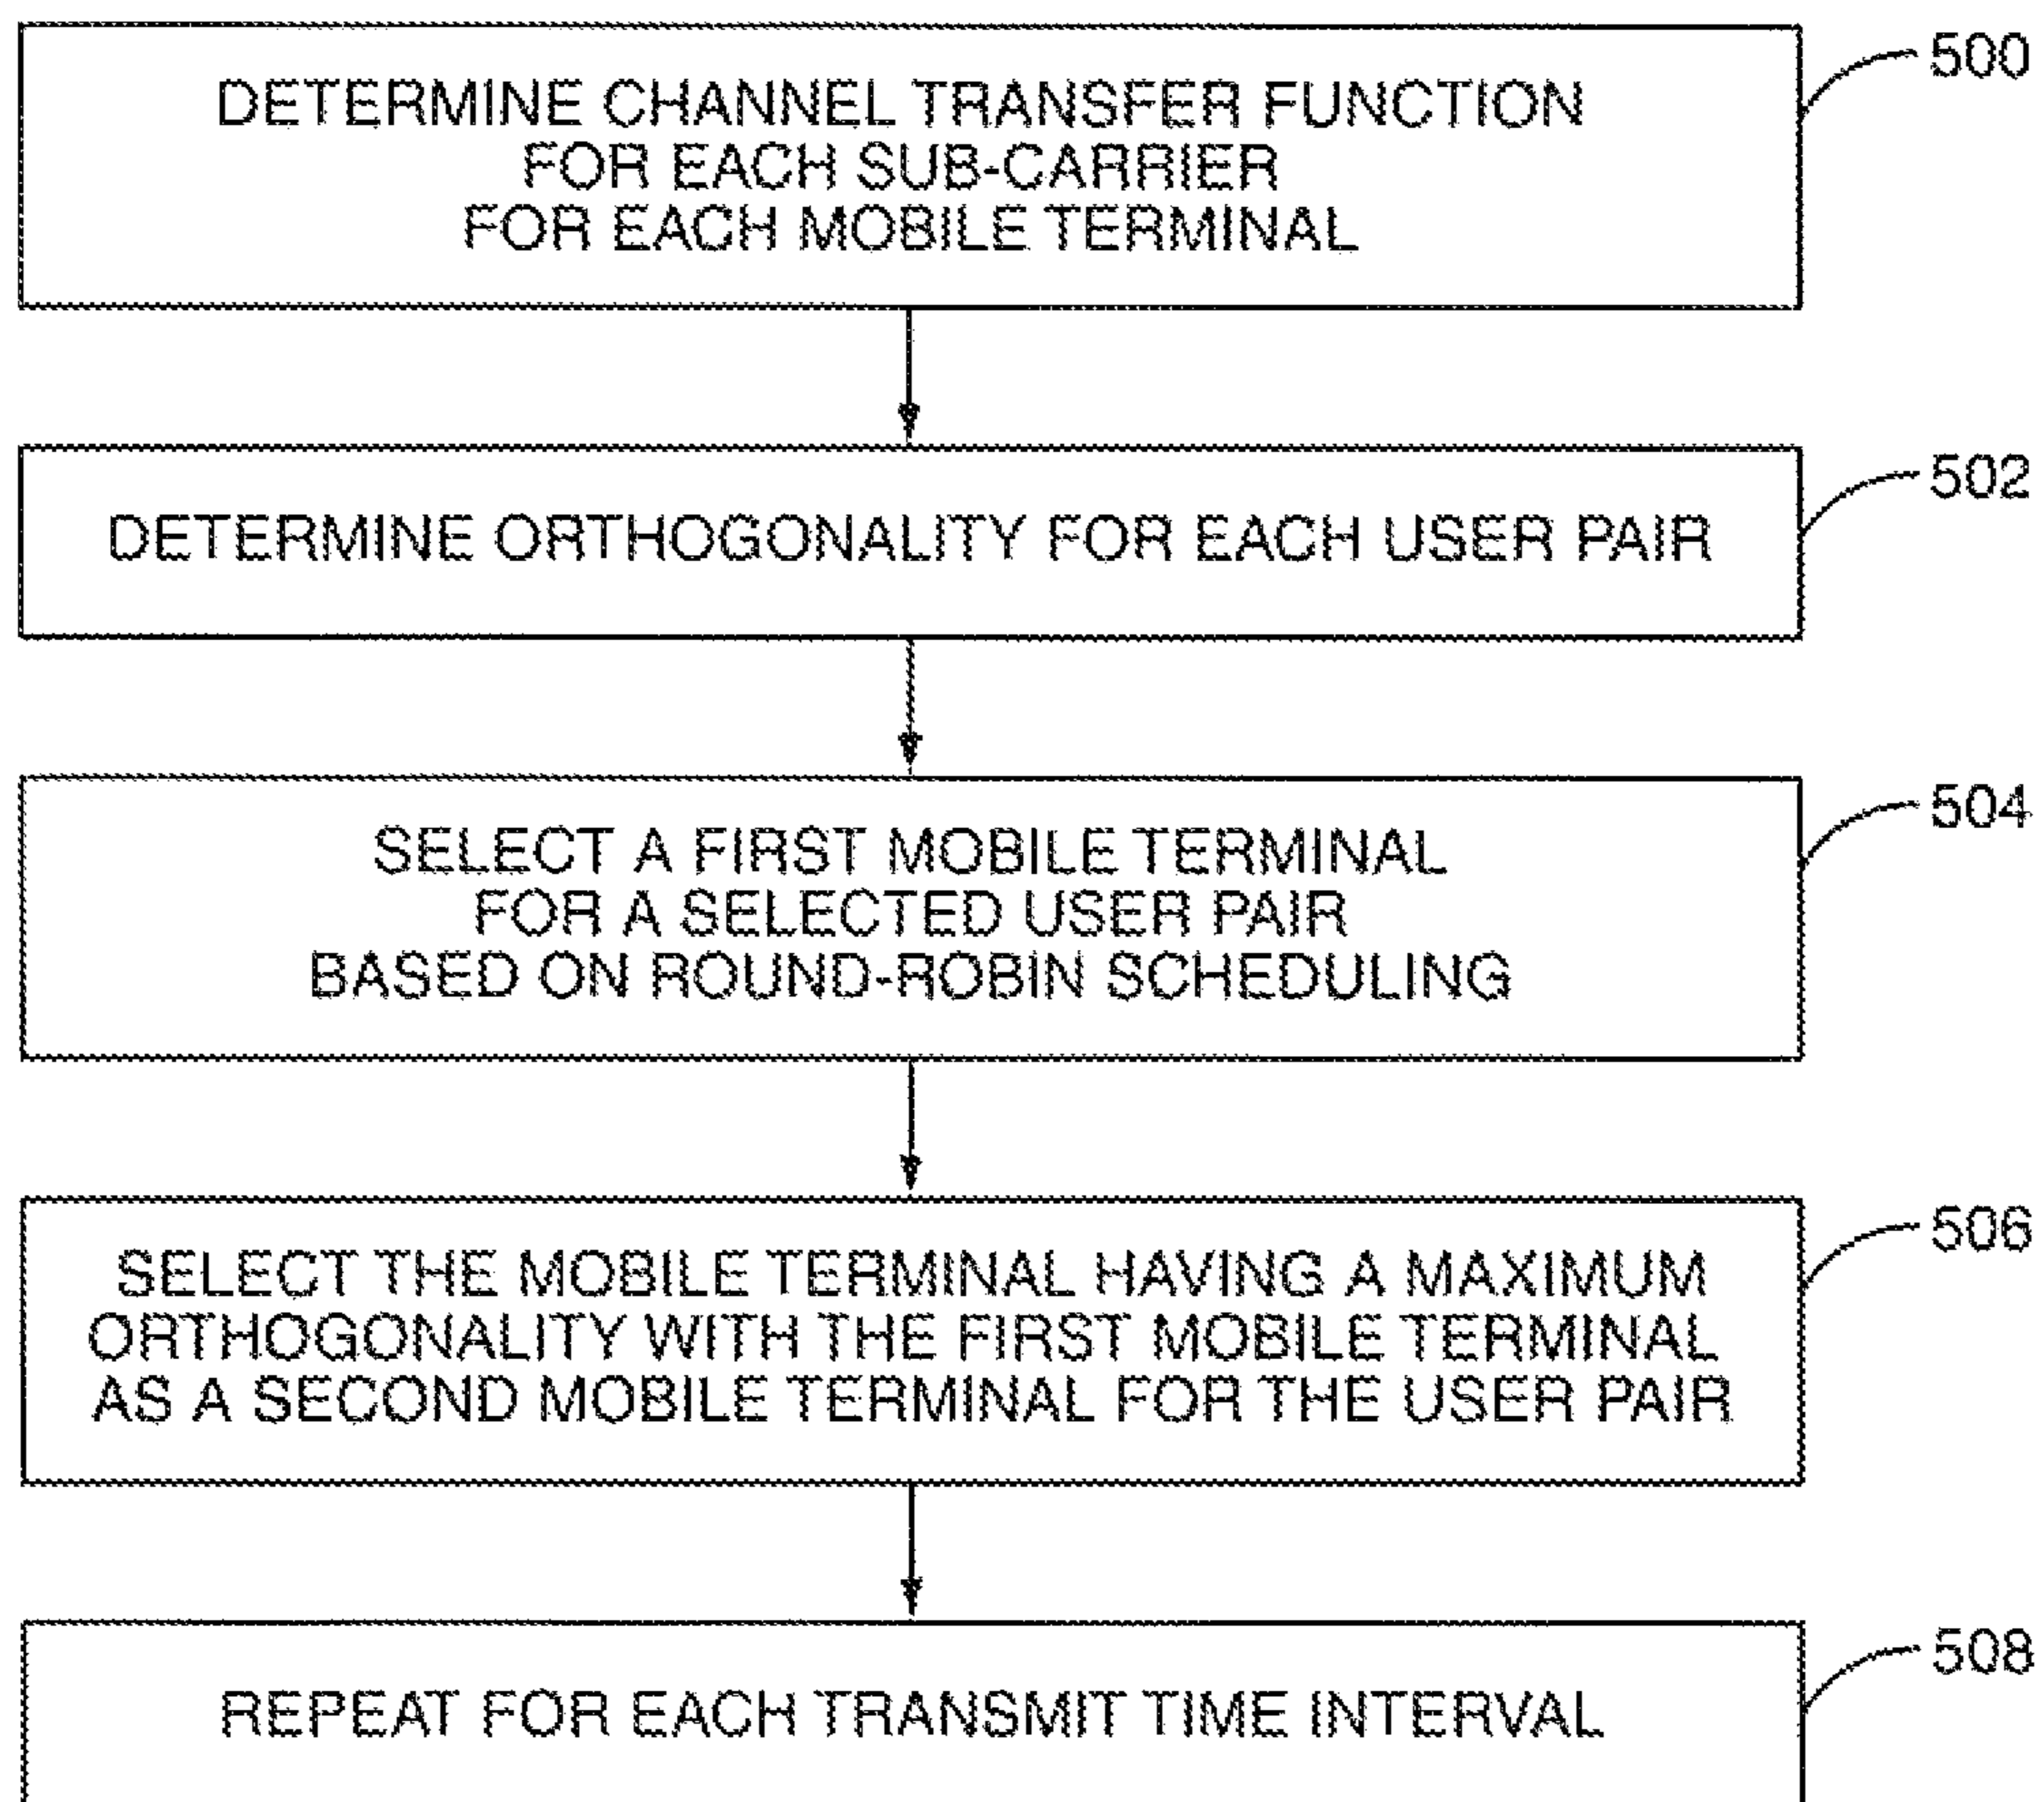 DETERMINE CHANNEL TRANSFER FUNCTION
FOR EACH SUB-CARRIER
FOR EACH MOBILE TERMINAL
500
DETERMINE ORTHOGONALITY FOR EACH USER PAIR
502
SELECT A FIRST MOBILE TERMINAL
FOR A SELECTED USER PAIR
BASED ON ROUND-ROBIN SCHEDULING
504
SELECT THE MOBILE TERMINAL HAVING A MAXIMUM
ORTHOGONALITY WITH THE FIRST MOBILE TERMINAL
AS A SECOND MOBILE TERMINAL FOR THE USER PAIR
506
REPEAT FOR EACH TRANSMIT TIME INTERVAL
508